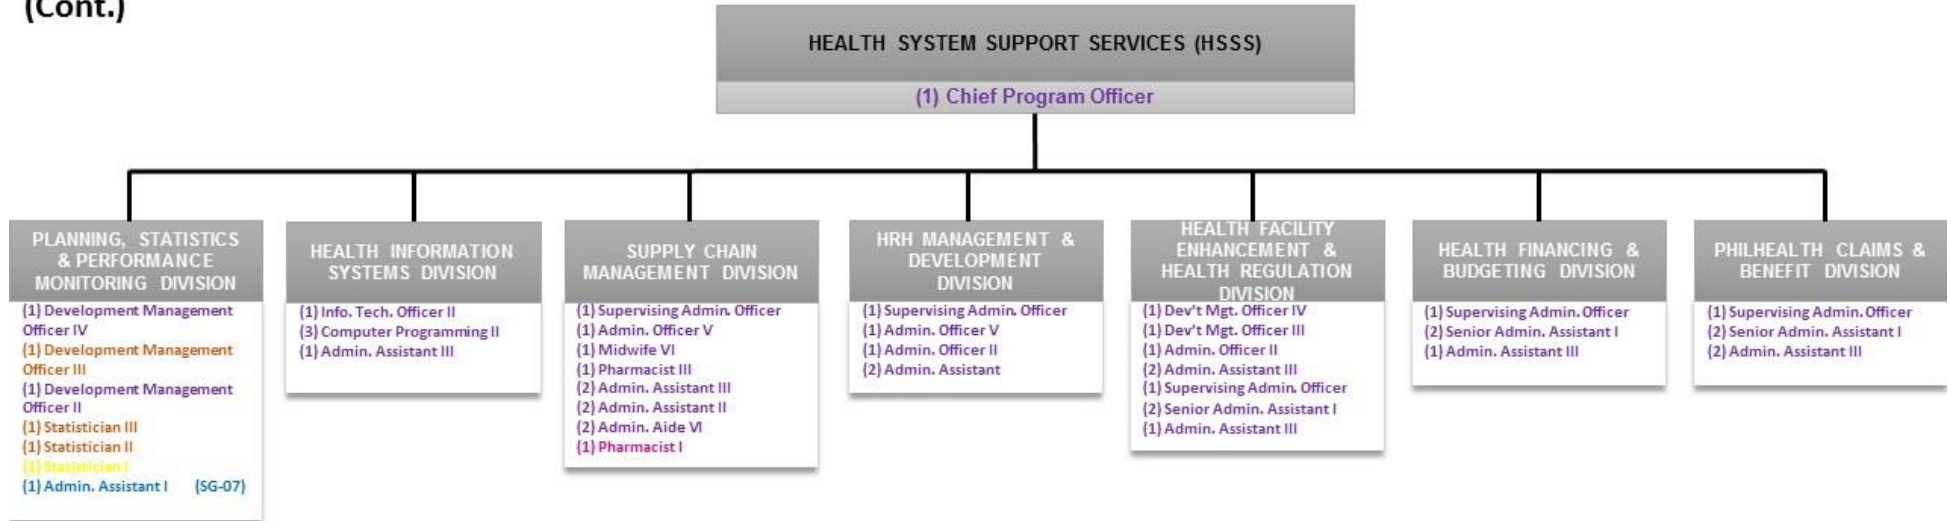 (Cont.)
HEALTH SYSTEM SUPPORT SERVICES (HSSS)
(1) Chief Program Officer
PLANNING, STATISTICS
& PERFORMANCE
MONITORING DIVISION
(1) Development Management
Officer IV
(1) Development Management
Officer III
(1) Development Management
Officer II
(1) Statistician III
(1) Statistician II
(1) Statistician I
(1) Admin. Assistant I (SG-07)
HEALTH INFORMATION
SYSTEMS DIVISION
(1) Info. Tech. Officer II
(3) Computer Programming II
(1) Admin. Assistant III
SUPPLY CHAIN
MANAGEMENT DIVISION
(1) Supervising Admin. Officer
(1) Admin. Officer V
(1) Midwife VI
(1) Pharmacist III
(2) Admin. Assistant III
(2) Admin. Assistant II
(2) Admin. Aide VI
(1) Pharmacist I
HRH MANAGEMENT &
DEVELOPMENT
DIVISION
(1) Supervising Admin. Officer
(1) Admin. Officer V
(1) Admin. Officer II
(2) Admin. Assistant
HEALTH FACILITY
ENHANCEMENT &
HEALTH REGULATION
DIVISION
(1) Dev't Mgt. Officer IV
(1) Dev't Mgt. Officer III
(1) Admin. Officer II
(2) Admin. Assistant III
(1) Supervising Admin. Officer
(2) Senior Admin. Assistant I
(1) Admin. Assistant III
HEALTH FINANCING &
BUDGETING DIVISION
(1) Supervising Admin. Officer
(2) Senior Admin. Assistant I
(1) Admin. Assistant III
PHILHEALTH CLAIMS &
BENEFIT DIVISION
(1) Supervising Admin. Officer
(2) Senior Admin. Assistant I
(2) Admin. Assistant III